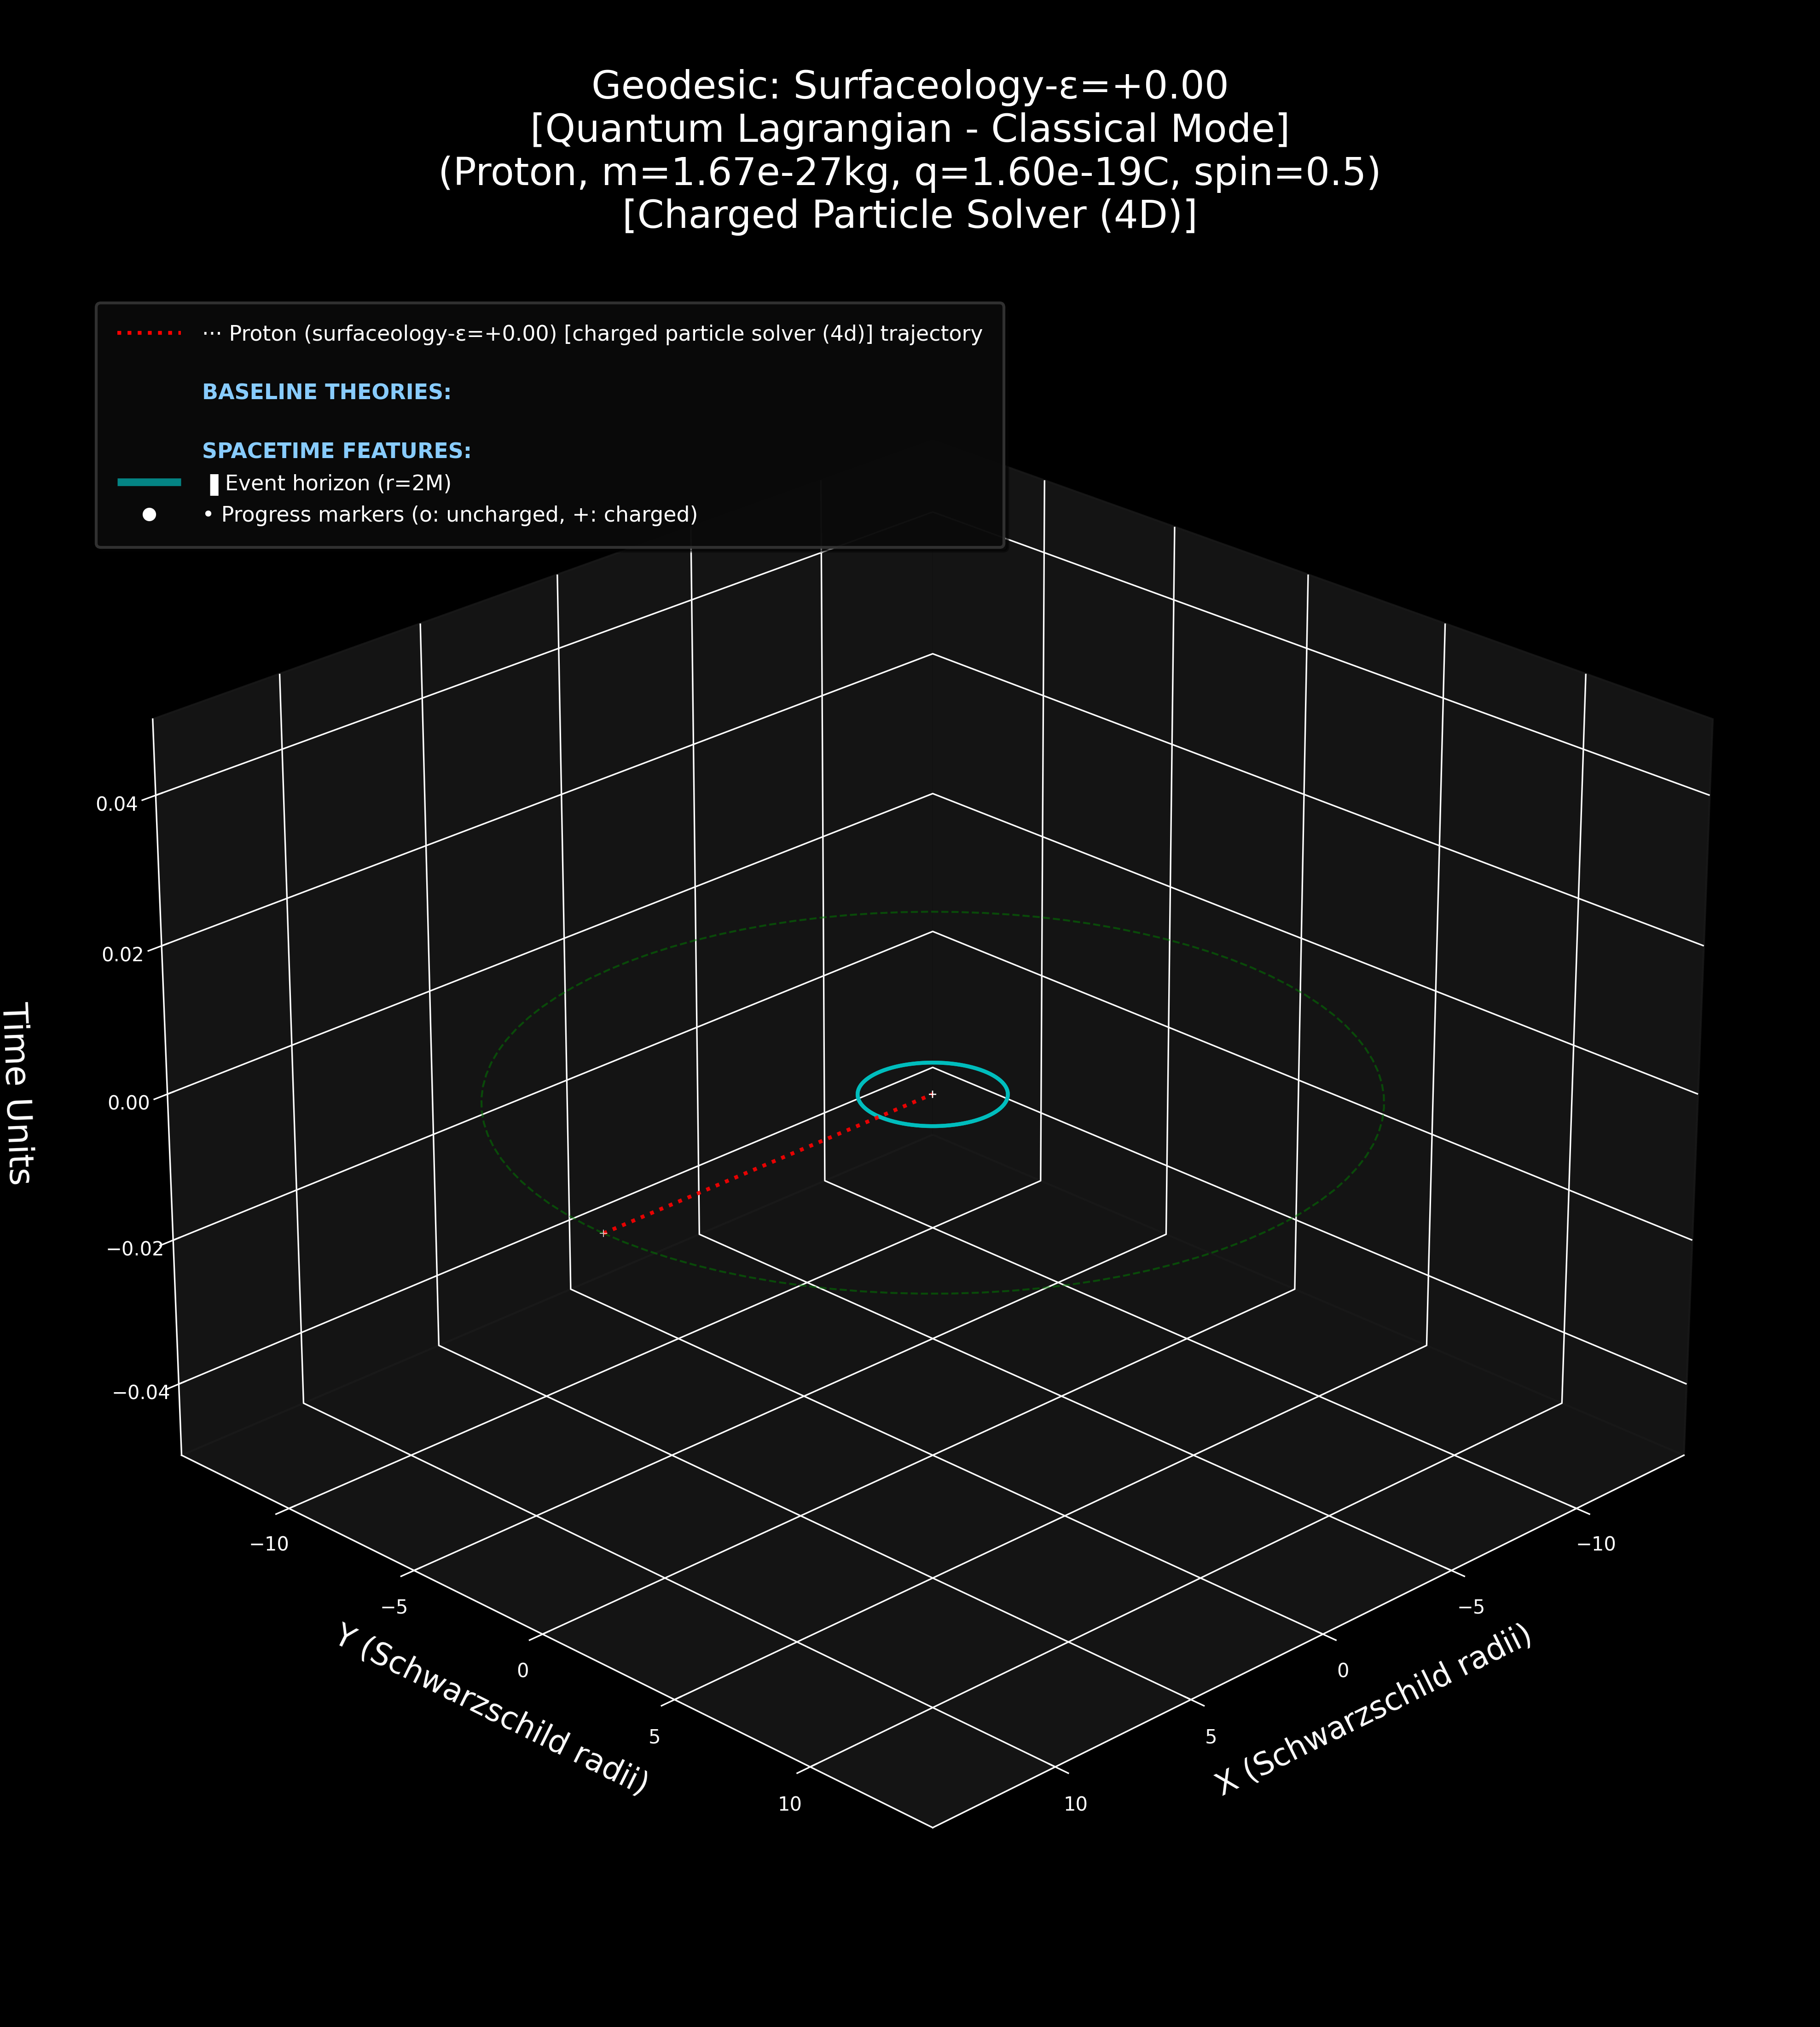 Geodesic: Surfaceology-ε=+0.00
[Quantum Lagrangian - Classical Mode]
(Proton, m=1.67e-27kg, q=1.60e-19C, spin=0.5)
[Charged Particle Solver (4D)]
··· Proton (surfaceology-ε=+0.00) [charged particle solver (4d)] trajectory
BASELINE THEORIES:
SPACETIME FEATURES:
▌Event horizon (r=2M)
• Progress markers (o: uncharged, +: charged)
0.04
0.02
0.00
−0.02
−0.04
Time Units
−10
−5
0
5
10
Y (Schwarzschild radii)
−10
−5
0
5
10
X (Schwarzschild radii)